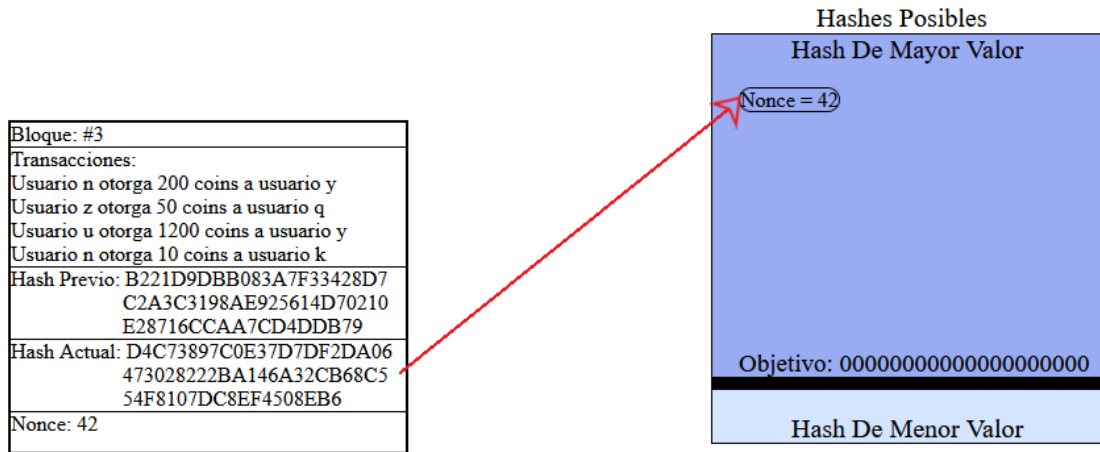 Bloque: #3
Transacciones:
Usuario n otorga 200 coins a usuario y
Usuario z otorga 50 coins a usuario q
Usuario u otorga 1200 coins a usuario y
Usuario n otorga 10 coins a usuario k
Hash Previo: B221D9DBB083A7F33428D7
C2A3C3198AE925614D70210
E28716CCAA7CD4DDB79
Hash Actual: D4C73897C0E37D7DF2DA06
473028222BA146A32CB68C5
54F8107DC8EF4508EB6
Nonce: 42
Hashes Posibles
Hash De Mayor Valor
Nonce = 42
Objetivo: 00000000000000000000
Hash De Menor Valor